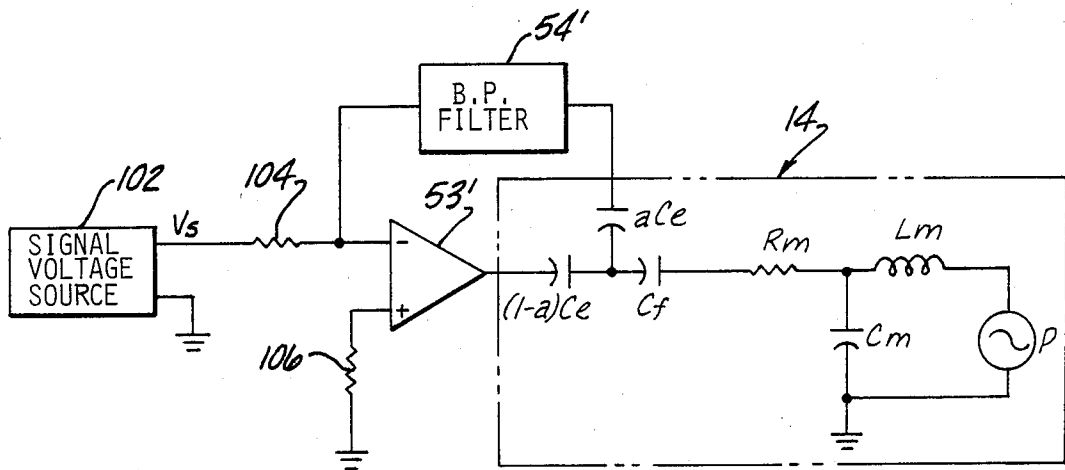 54'
B.P.
FILTER
14
102
104
53'
Vs
SIGNAL
VOLTAGE
SOURCE
-
+
106
aCe
(1-a)Ce
Cf
Rm
Lm
Cm
P